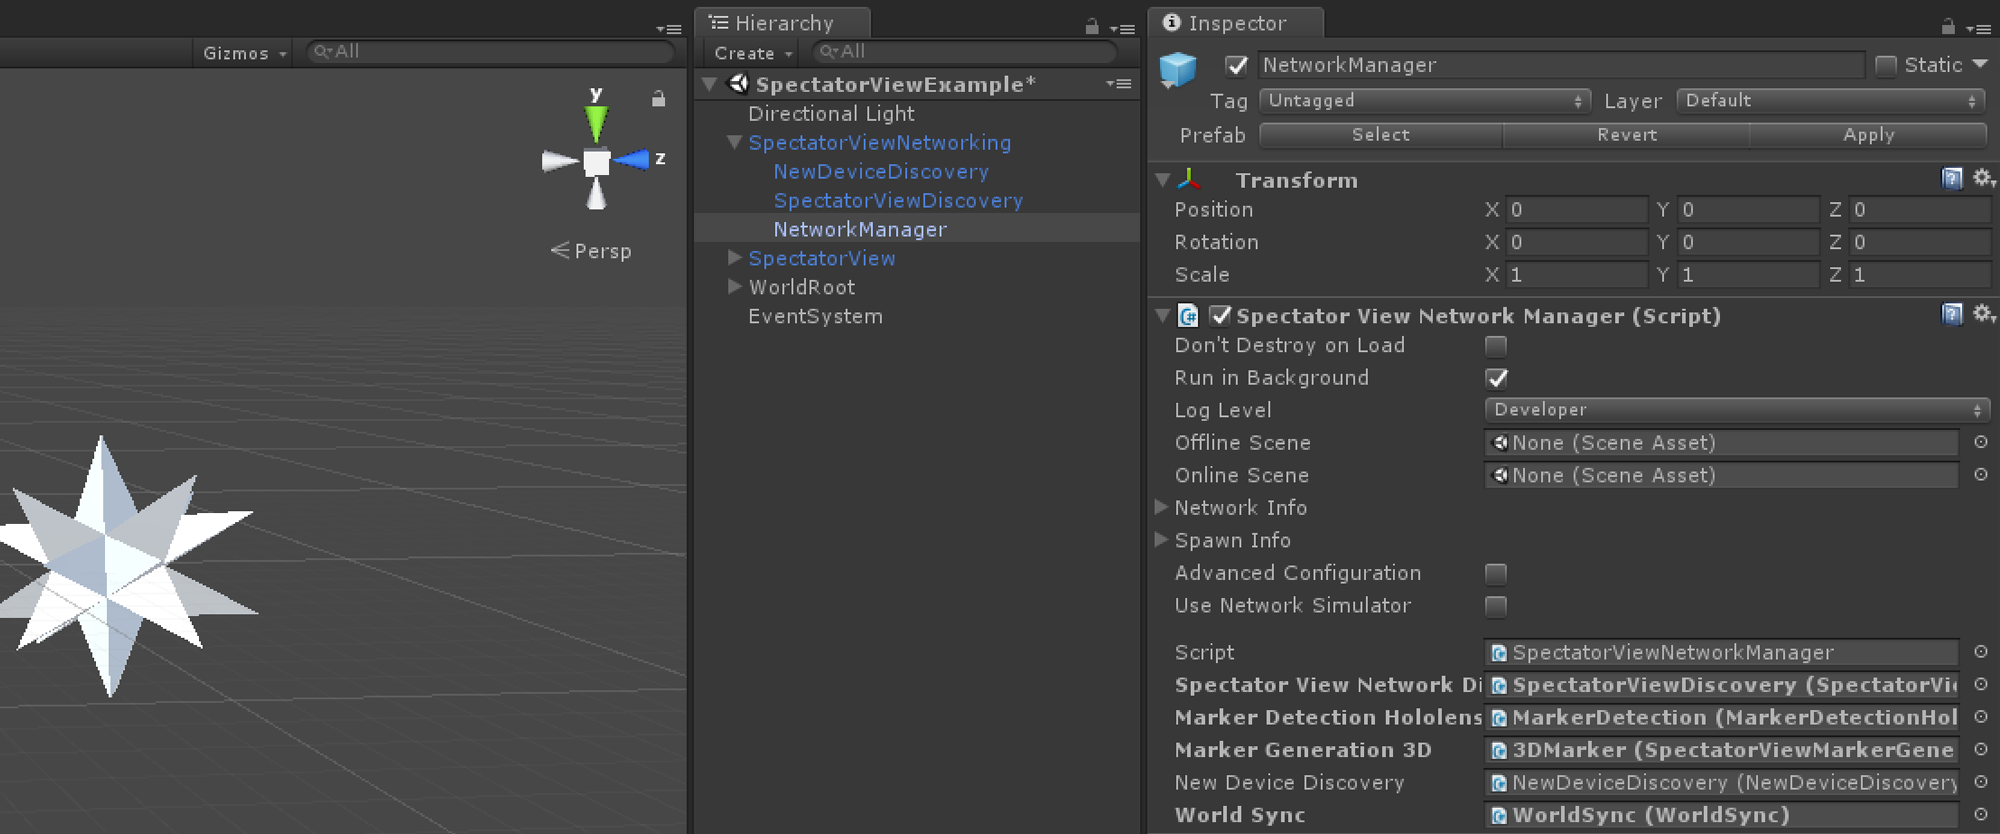 Gizmos
All
y
z
Persp
Hierarchy
Create
All
SpectatorViewExample*
Directional Light
SpectatorViewNetworking
NewDeviceDiscovery
SpectatorViewDiscovery
NetworkManager
SpectatorView
WorldRoot
EventSystem
Inspector
NetworkManager Static
Tag Untagged Layer Default
Prefab Select Revert Apply
Transform
Position X 0 Y 0 Z 0
Rotation X 0 Y 0 Z 0
Scale X 1 Y 1 Z 1
Spectator View Network Manager (Script)
Don't Destroy on Load
Run in Background
Log Level Developer
Offline Scene None (Scene Asset)
Online Scene None (Scene Asset)
Network Info
Spawn Info
Advanced Configuration
Use Network Simulator
Script SpectatorViewNetworkManager
Spectator View Network Di SpectatorViewDiscovery (SpectatorVie
Marker Detection Hololens MarkerDetection (MarkerDetectionHol
Marker Generation 3D 3DMarker (SpectatorViewMarkerGene
New Device Discovery NewDeviceDiscovery (NewDeviceDiscovery
World Sync WorldSync (WorldSync)